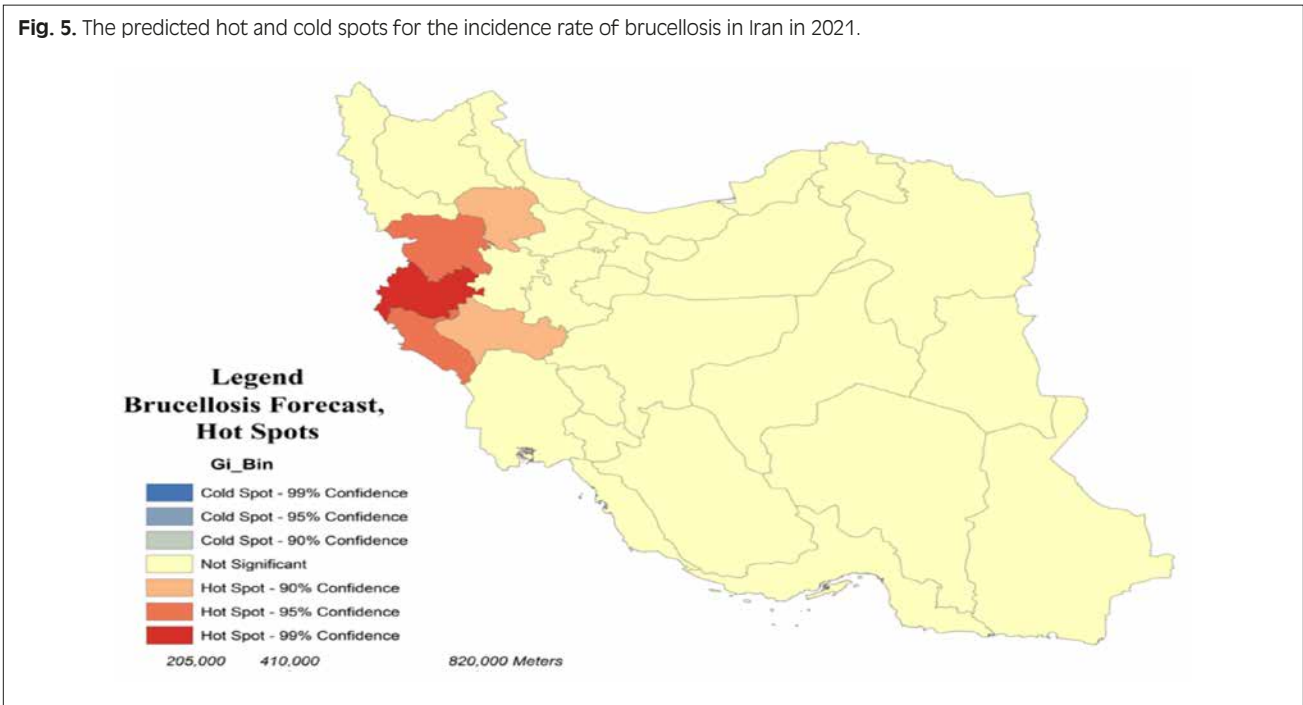 Fig. 5. The predicted hot and cold spots for the incidence rate of brucellosis in Iran in 2021.
Legend
Brucellosis Forecast,
Hot Spots
Gi_Bin
Cold Spot - 99% Confidence
Cold Spot - 95% Confidence
Cold Spot - 90% Confidence
Not Significant
Hot Spot - 90% Confidence
Hot Spot - 95% Confidence
Hot Spot - 99% Confidence
205,000 410,000 820,000 Meters